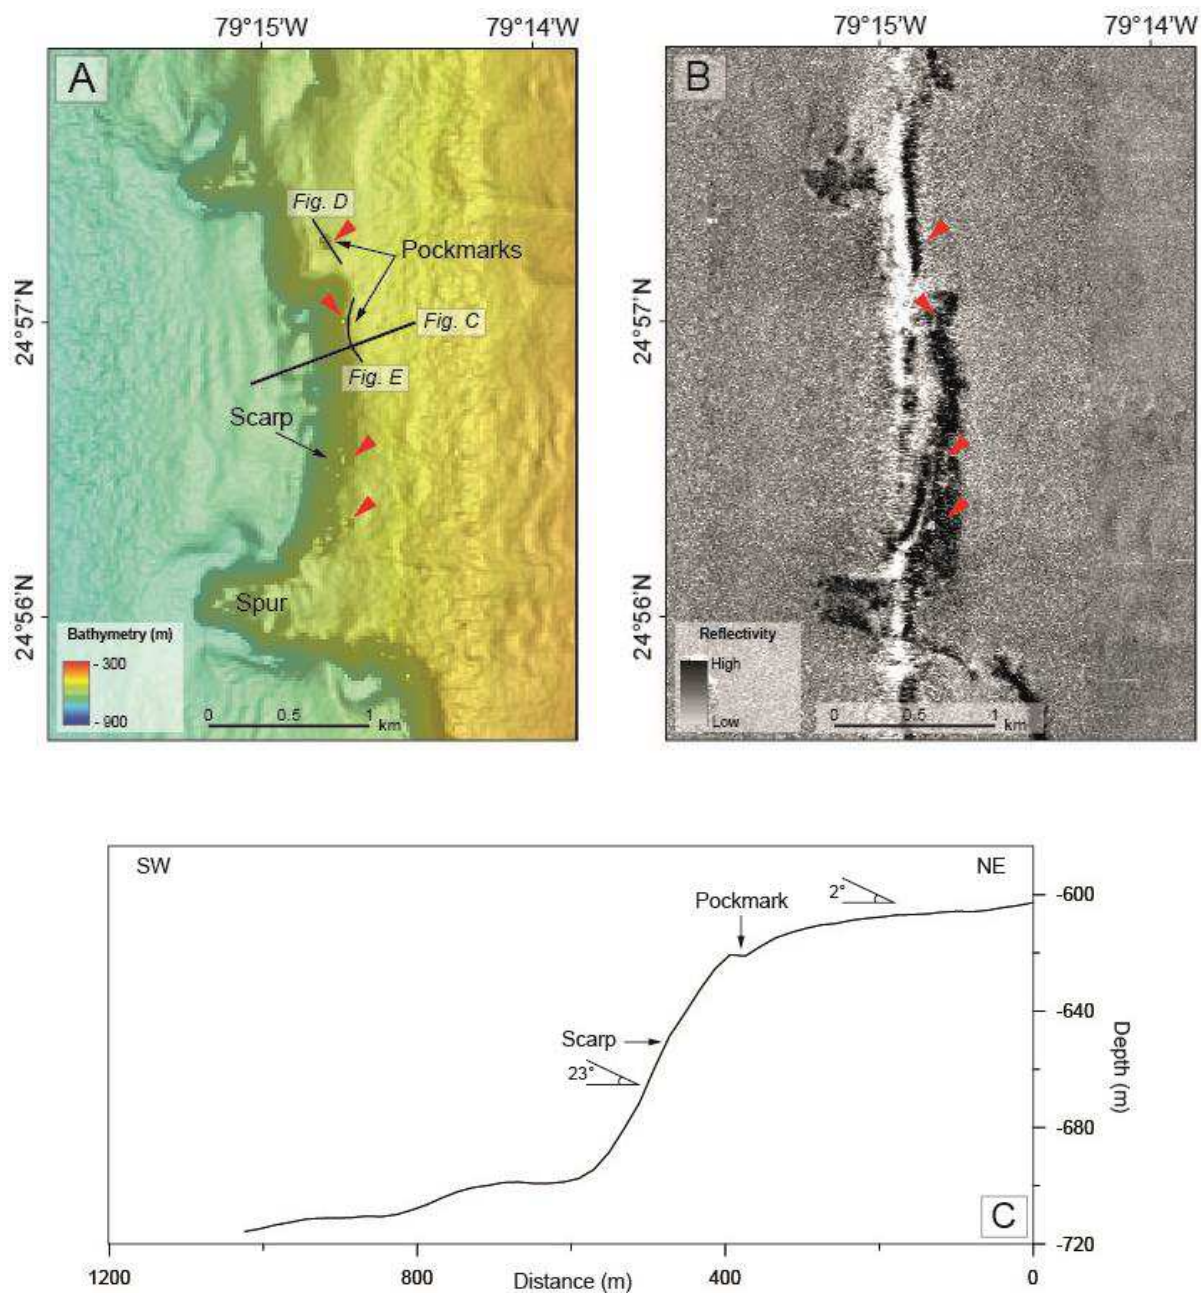 79°15'W
79°14'W
79°15'W
79°14'W
A
B
Fig. D
Pockmarks
24°57'N
Fig. C
24°57'N
Fig. E
Scarp
24°56'N
Spur
24°56'N
Bathymetry (m)
- 300
- 900
0
0.5
1
km
Reflectivity
High
Low
0
0.5
1
km
SW
NE
2°
-600
Pockmark
-640
Scarp
23°
Depth (m)
-680
C
-720
1200
800
400
0
Distance (m)